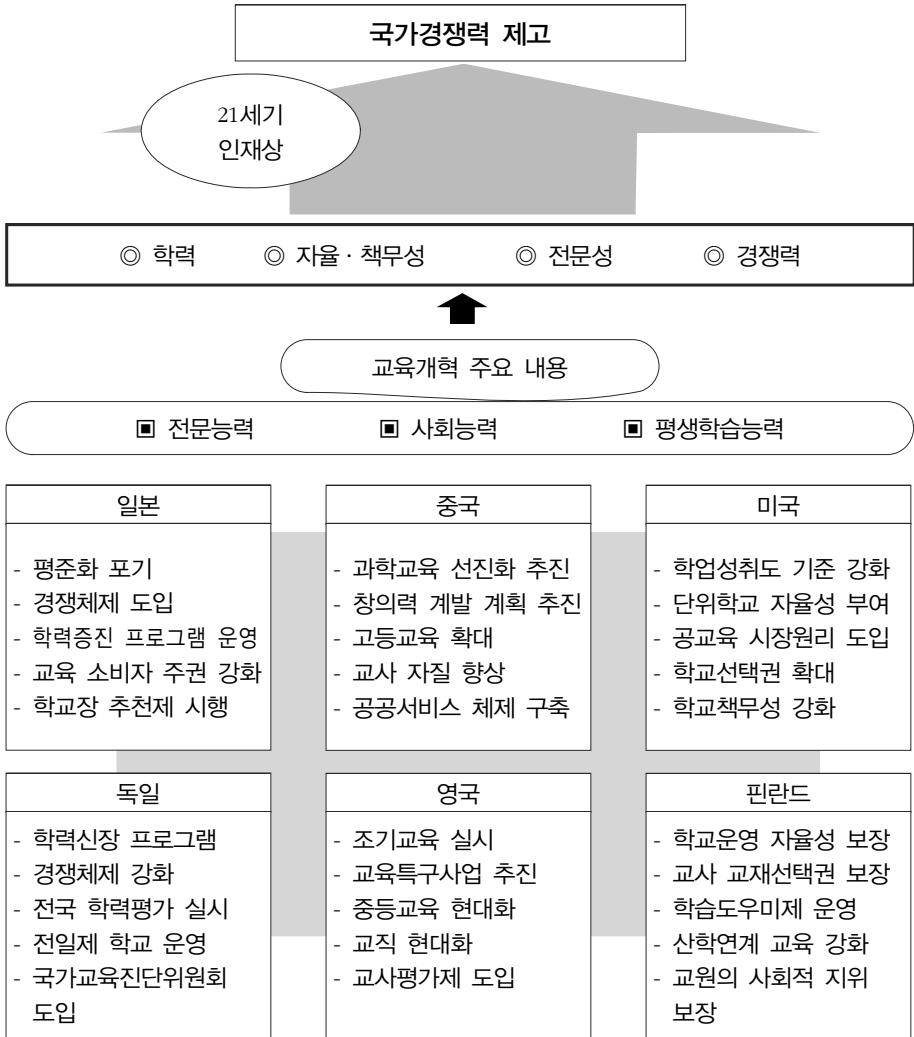 국가경쟁력 제고
21세기
인재상
◎ 학력 ◎ 자율·책무성 ◎ 전문성 ◎ 경쟁력
교육개혁 주요 내용
▣ 전문능력 ▣ 사회능력 ▣ 평생학습능력
일본
- 평준화 포기
- 경쟁체제 도입
- 학력증진 프로그램 운영
- 교육 소비자 주권 강화
- 학교장 추천제 시행
중국
- 과학교육 선진화 추진
- 창의력 계발 계획 추진
- 고등교육 확대
- 교사 자질 향상
- 공공서비스 체제 구축
미국
- 학업성취도 기준 강화
- 단위학교 자율성 부여
- 공교육 시장원리 도입
- 학교선택권 확대
- 학교책무성 강화
독일
- 학력신장 프로그램
- 경쟁체제 강화
- 전국 학력평가 실시
- 전일제 학교 운영
- 국가교육진단위원회
도입
영국
- 조기교육 실시
- 교육특구사업 추진
- 중등교육 현대화
- 교직 현대화
- 교사평가제 도입
핀란드
- 학교운영 자율성 보장
- 교사 교재선택권 보장
- 학습도우미제 운영
- 산학연계 교육 강화
- 교원의 사회적 지위
보장